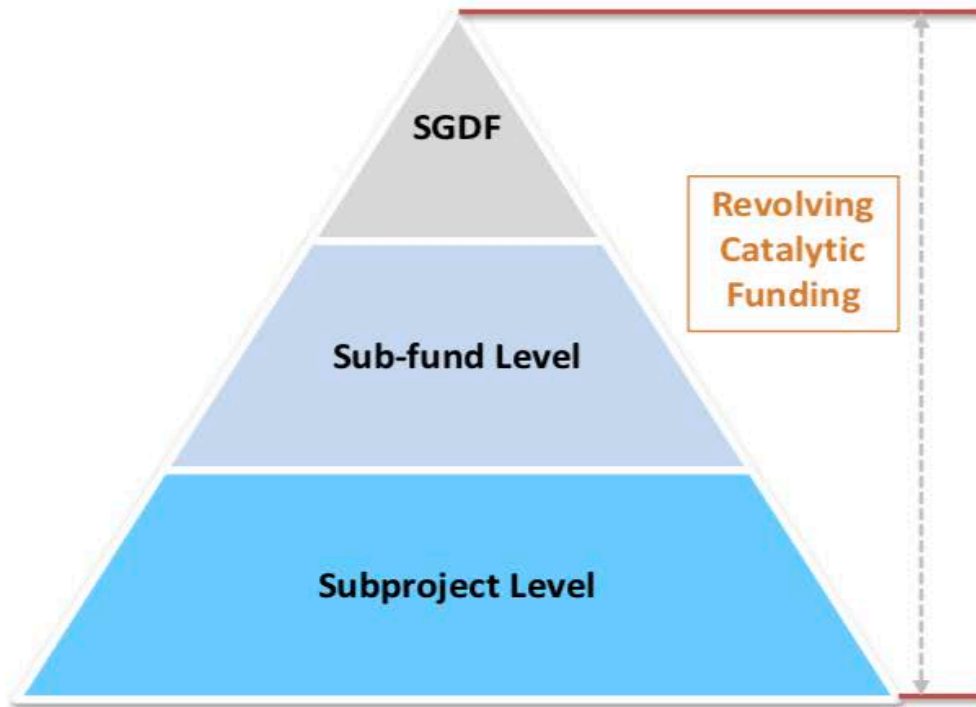 SGDF
Revolving
Catalytic
Funding
Sub-fund Level
Subproject Level